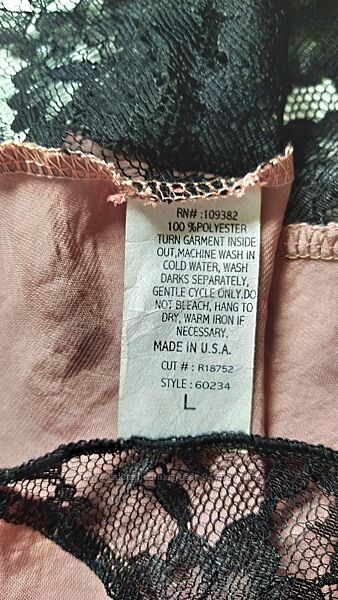 RN# :109382
100 %POLYESTER
TURN GARMENT INSIDE
OUT,MACHINE WASH IN
COLD WATER, WASH
DARKS SEPARATELY,
GENTLE CYCLE ONLY.DO
NOT BLEACH, HANG TO
DRY, WARM IRON IF
NECESSARY.
MADE IN U.S.A.
CUT # : R18752
STYLE : 60234
L